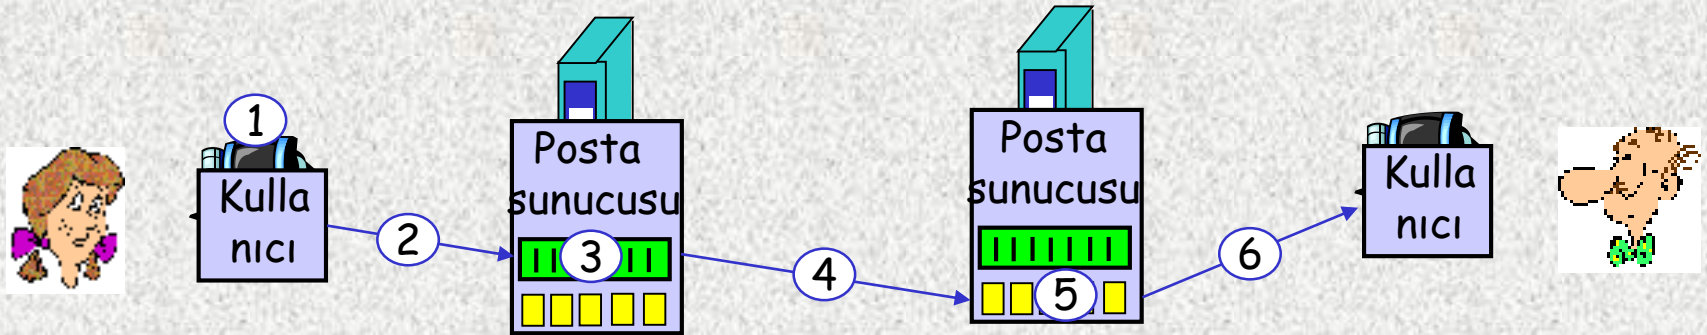 1
Kulla
nıcı
2
Posta
sunucusu
3
4
Posta
sunucusu
5
6
Kulla
nıcı